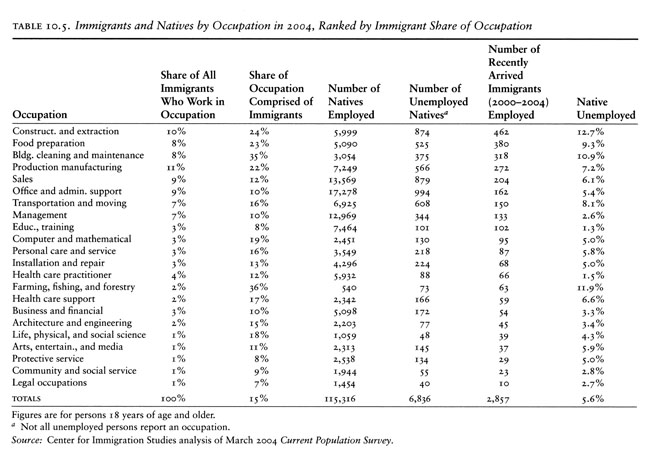 TABLE 10.5. Immigrants and Natives by Occupation in 2004, Ranked by Immigrant Share of Occupation
Occupation | Share of All Immigrants Who Work in Occupation | Share of Occupation Comprised of Immigrants | Number of Natives Employed | Number of Unemployed Nativesa | Number of Recently Arrived Immigrants (2000–2004) Employed | Native Unemployed
Construct. and extraction 10% 24% 5,999 874 462 12.7%
Food preparation 8% 23% 5,090 525 380 9.3%
Bldg. cleaning and maintenance 8% 35% 3,054 375 318 10.9%
Production manufacturing 11% 22% 7,249 566 272 7.2%
Sales 9% 12% 13,569 879 204 6.1%
Office and admin. support 9% 10% 17,278 994 162 5.4%
Transportation and moving 7% 16% 6,925 608 150 8.1%
Management 7% 10% 12,969 344 133 2.6%
Educ., training 3% 8% 7,464 101 102 1.3%
Computer and mathematical 3% 19% 2,451 130 95 5.0%
Personal care and service 3% 16% 3,549 218 87 5.8%
Installation and repair 3% 13% 4,296 224 68 5.0%
Health care practitioner 4% 12% 5,932 88 66 1.5%
Farming, fishing, and forestry 2% 36% 540 73 63 11.9%
Health care support 2% 17% 2,342 166 59 6.6%
Business and financial 3% 10% 5,098 172 54 3.3%
Architecture and engineering 2% 15% 2,203 77 45 3.4%
Life, physical, and social science 1% 18% 1,059 48 39 4.3%
Arts, entertain., and media 1% 11% 2,313 145 37 5.9%
Protective service 1% 8% 2,538 134 29 5.0%
Community and social service 1% 9% 1,944 55 23 2.8%
Legal occupations 1% 7% 1,454 40 10 2.7%
TOTALS 100% 15% 115,316 6,836 2,857 5.6%
Figures are for persons 18 years of age and older.
a Not all unemployed persons report an occupation.
Source: Center for Immigration Studies analysis of March 2004 Current Population Survey.